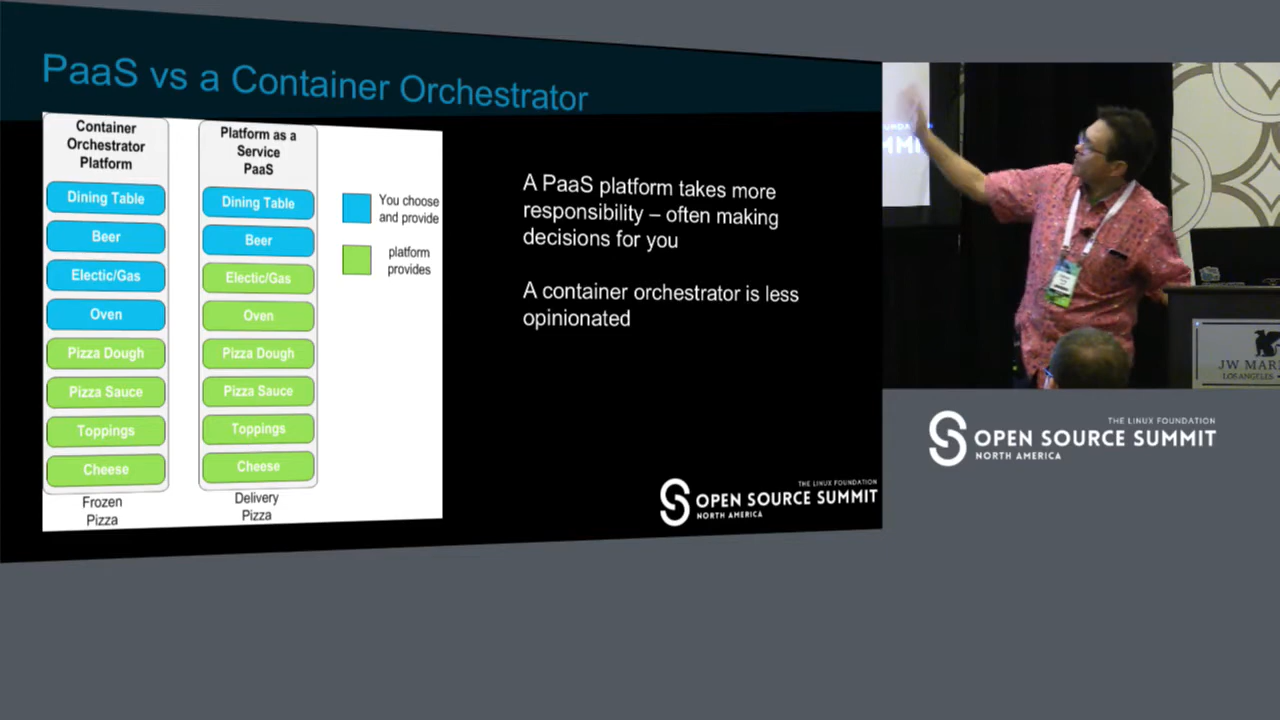 PaaS vs a Container Orchestrator
Container
Orchestrator
Platform
Dining Table
Beer
Electic/Gas
Oven
Pizza Dough
Pizza Sauce
Toppings
Cheese
Frozen
Pizza
Platform as a
Service
PaaS
Dining Table
Beer
Electic/Gas
Oven
Pizza Dough
Pizza Sauce
Toppings
Cheese
Delivery
Pizza
You choose
and provide
platform
provides
A PaaS platform takes more
responsibility – often making
decisions for you
A container orchestrator is less
opinionated
THE LINUX FOUNDATION
OPEN SOURCE SUMMIT
NORTH AMERICA
JW MAR
LOS ANGELES
THE LINUX FOUNDATION
OPEN SOURCE SUMMIT
NORTH AMERICA